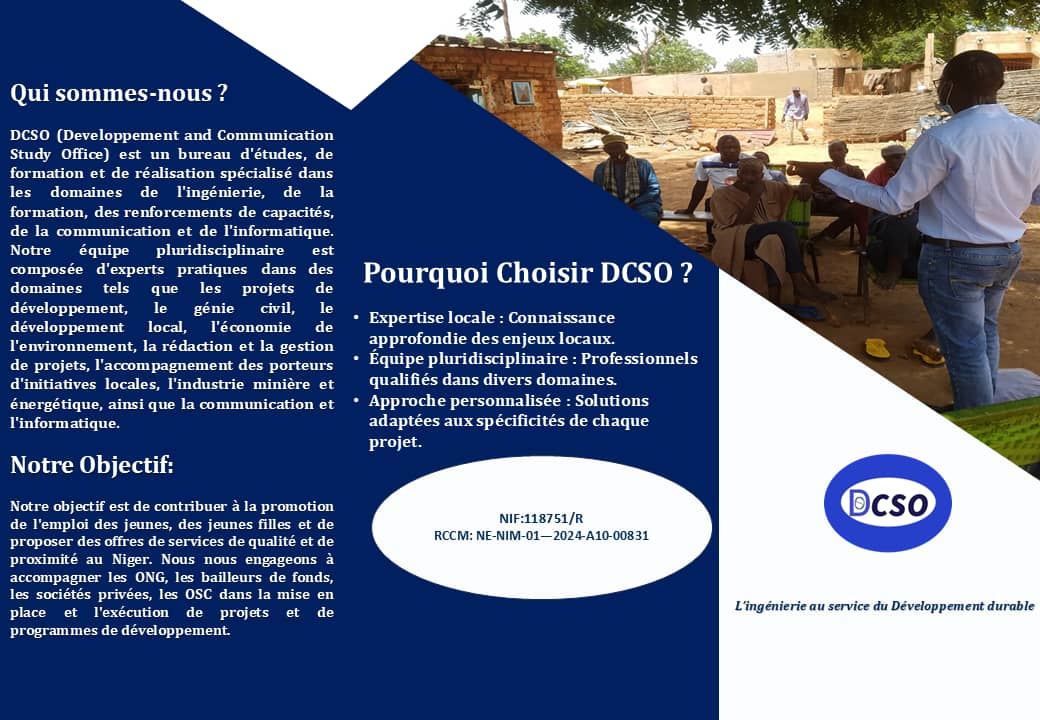 Qui sommes-nous ?
DCSO (Developpement and Communication
Study Office) est un bureau d'études, de
formation et de réalisation spécialisé dans
les domaines de l'ingénierie, de la
formation, des renforcements de capacités,
de la communication et de l'informatique.
Notre équipe pluridisciplinaire est
composée d'experts pratiques dans des
domaines tels que les projets de
développement, le génie civil, le
développement local, l'économie de
l'environnement, la rédaction et la gestion
de projets, l'accompagnement des porteurs
d'initiatives locales, l'industrie minière et
énergétique, ainsi que la communication et
l'informatique.
Notre Objectif:
Notre objectif est de contribuer à la promotion
de l'emploi des jeunes, des jeunes filles et de
proposer des offres de services de qualité et de
proximité au Niger. Nous nous engageons à
accompagner les ONG, les bailleurs de fonds,
les sociétés privées, les OSC dans la mise en
place et l'exécution de projets et de
programmes de développement.
Pourquoi Choisir DCSO ?
• Expertise locale : Connaissance
approfondie des enjeux locaux.
• Équipe pluridisciplinaire : Professionnels
qualifiés dans divers domaines.
• Approche personnalisée : Solutions
adaptées aux spécificités de chaque
projet.
NIF:118751/R
RCCM: NE-NIM-01—2024-A10-00831
DCSO
L'ingénierie au service du Développement durable